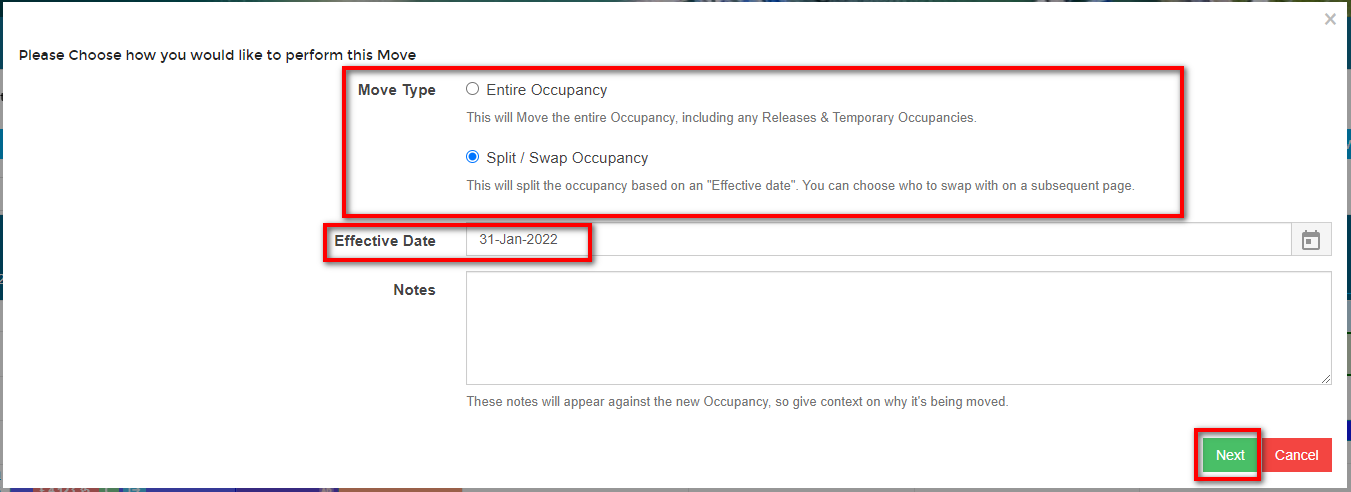 ×
Please Choose how you would like to perform this Move
Move Type
Entire Occupancy
This will Move the entire Occupancy, including any Releases & Temporary Occupancies.
Split / Swap Occupancy
This will split the occupancy based on an "Effective date". You can choose who to swap with on a subsequent page.
Effective Date 31-Jan-2022
Notes
These notes will appear against the new Occupancy, so give context on why it's being moved.
Next Cancel